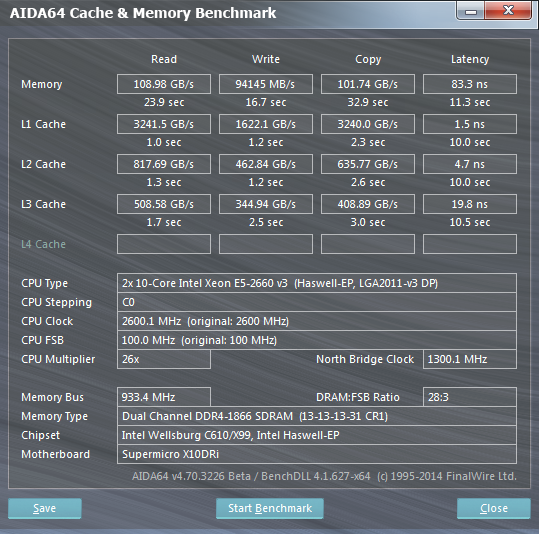 AIDA64 Cache & Memory Benchmark
Read Write Copy Latency
Memory 108.98 GB/s 94145 MB/s 101.74 GB/s 83.3 ns
23.9 sec 16.7 sec 32.9 sec 11.3 sec
L1 Cache 3241.5 GB/s 1622.1 GB/s 3240.0 GB/s 1.5 ns
1.0 sec 1.2 sec 2.3 sec 10.0 sec
L2 Cache 817.69 GB/s 462.84 GB/s 635.77 GB/s 4.7 ns
1.3 sec 1.2 sec 2.6 sec 10.0 sec
L3 Cache 508.58 GB/s 344.94 GB/s 408.89 GB/s 19.8 ns
1.7 sec 2.5 sec 3.0 sec 10.5 sec
L4 Cache
CPU Type 2x 10-Core Intel Xeon E5-2660 v3 (Haswell-EP, LGA2011-v3 DP)
CPU Stepping C0
CPU Clock 2600.1 MHz (original: 2600 MHz)
CPU FSB 100.0 MHz (original: 100 MHz)
CPU Multiplier 26x North Bridge Clock 1300.1 MHz
Memory Bus 933.4 MHz DRAM:FSB Ratio 28:3
Memory Type Dual Channel DDR4-1866 SDRAM (13-13-13-31 CR1)
Chipset Intel Wellsburg C610/X99, Intel Haswell-EP
Motherboard Supermicro X10DRi
AIDA64 v4.70.3226 Beta / BenchDLL 4.1.627-x64 (c) 1995-2014 FinalWire Ltd.
Save Start Benchmark Close